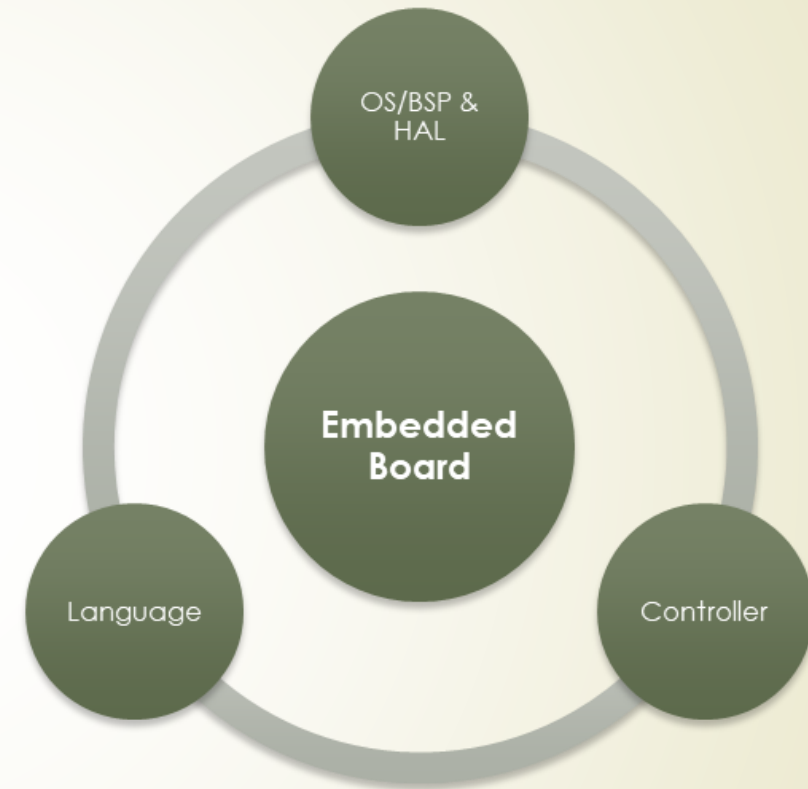 OS/BSP &
HAL
Embedded
Board
Language
Controller